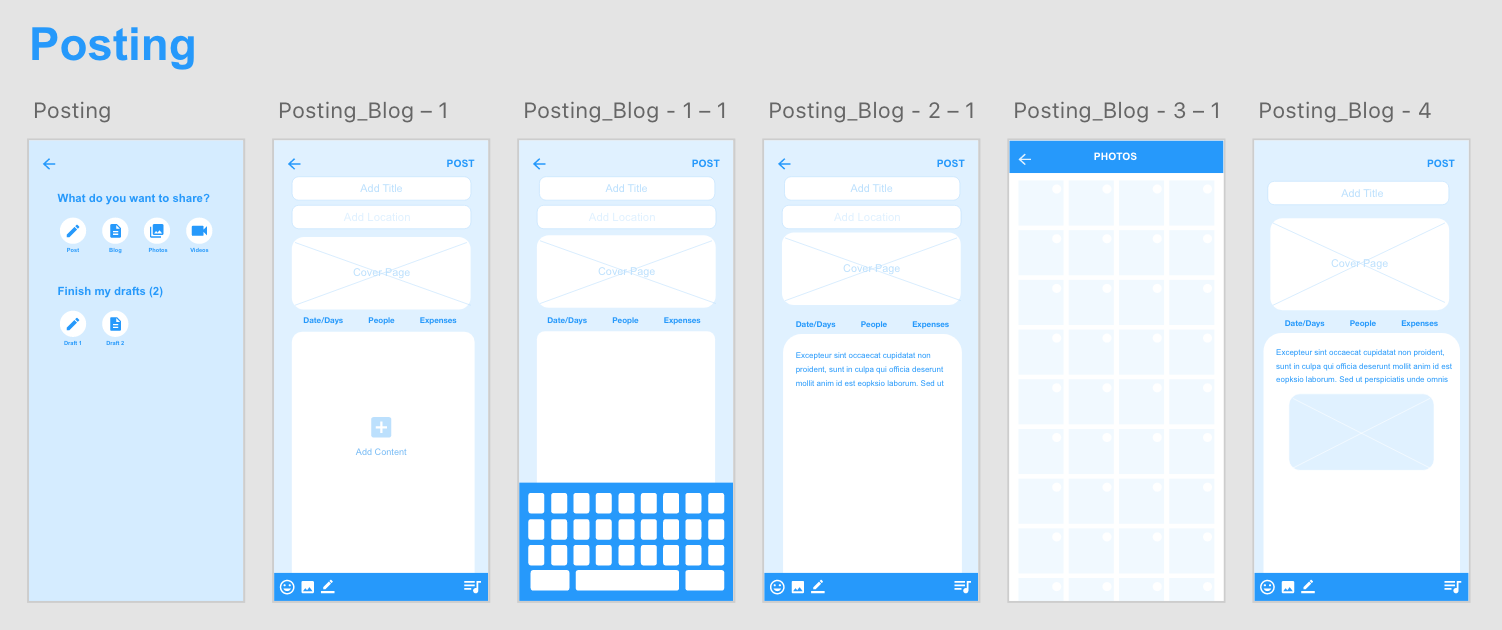 Posting
Posting
What do you want to share?
Post Blog Photos Videos
Finish my drafts (2)
Draft 1 Draft 2
Posting_Blog – 1
POST
Add Title
Add Location
Cover Page
Date/Days People Expenses
Add Content
Posting_Blog - 1 – 1
POST
Add Title
Add Location
Cover Page
Date/Days People Expenses
Posting_Blog - 2 – 1
POST
Add Title
Add Location
Cover Page
Date/Days People Expenses
Excepteur sint occaecat cupidatat non
proident, sunt in culpa qui officia deserunt
mollit anim id est eopksio laborum. Sed ut
Posting_Blog - 3 – 1
PHOTOS
Posting_Blog - 4
POST
Add Title
Cover Page
Date/Days People Expenses
Excepteur sint occaecat cupidatat non proident,
sunt in culpa qui officia deserunt mollit anim id est
eopksio laborum. Sed ut perspiciatis unde omnis